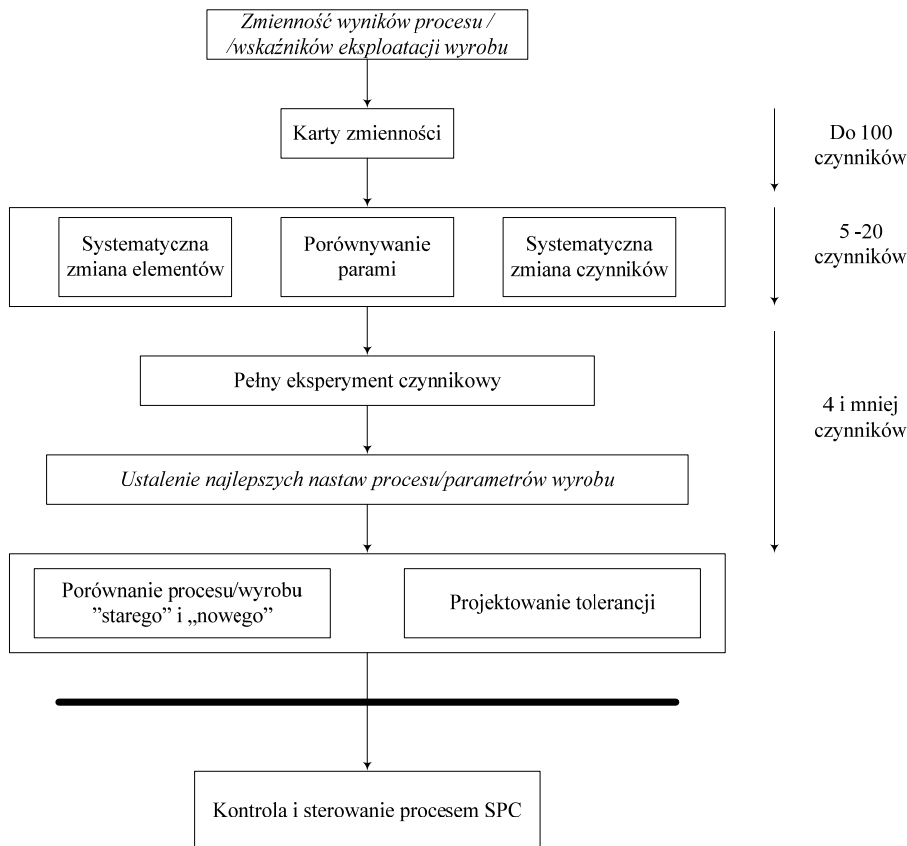 Zmienność wyników procesu /
/wskaźników eksploatacji wyrobu
Karty zmienności
Do 100
czynników
Systematyczna
zmiana elementów
Porównywanie
parami
Systematyczna
zmiana czynników
5 -20
czynników
Pełny eksperyment czynnikowy
4 i mniej
czynników
Ustalenie najlepszych nastaw procesu/parametrów wyrobu
Porównanie procesu/wyrobu
”starego” i „nowego”
Projektowanie tolerancji
Kontrola i sterowanie procesem SPC